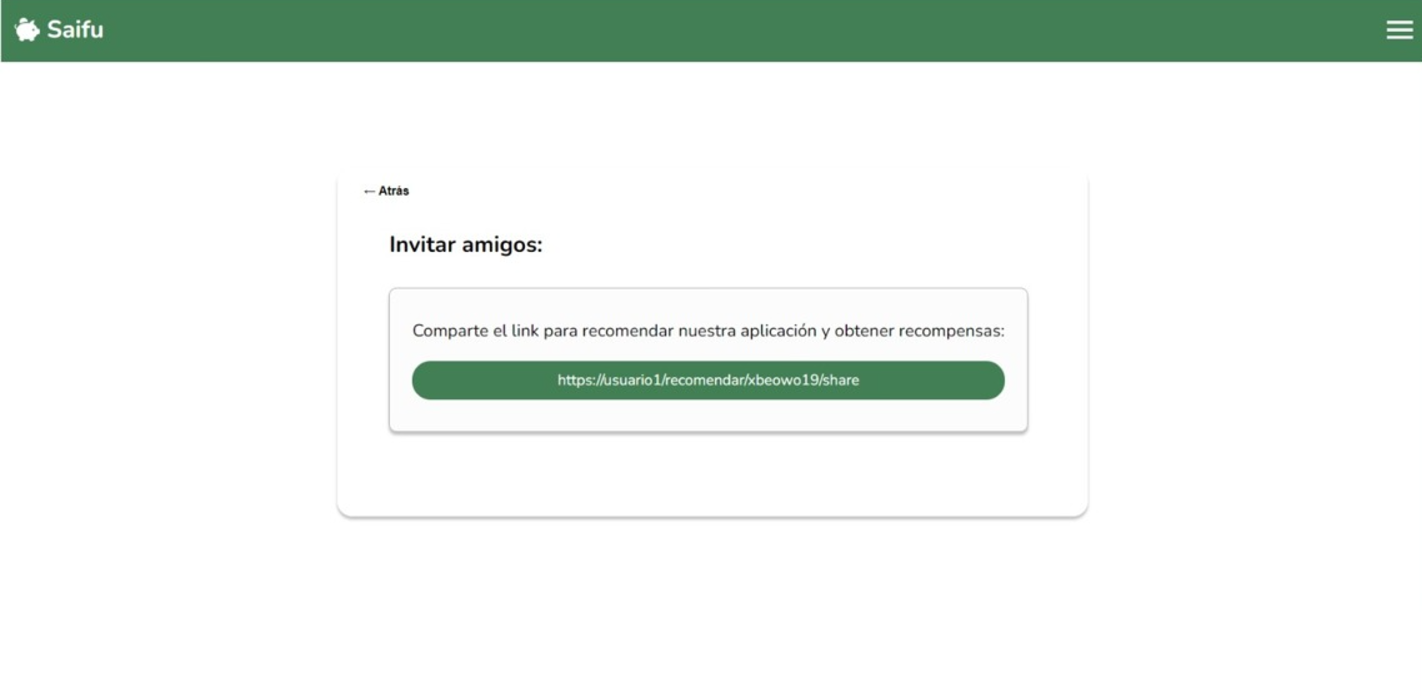 Saifu
← Atrás
Invitar amigos:
Comparte el link para recomendar nuestra aplicación y obtener recompensas:
https://usuario1/recomendar/xbeowo19/share